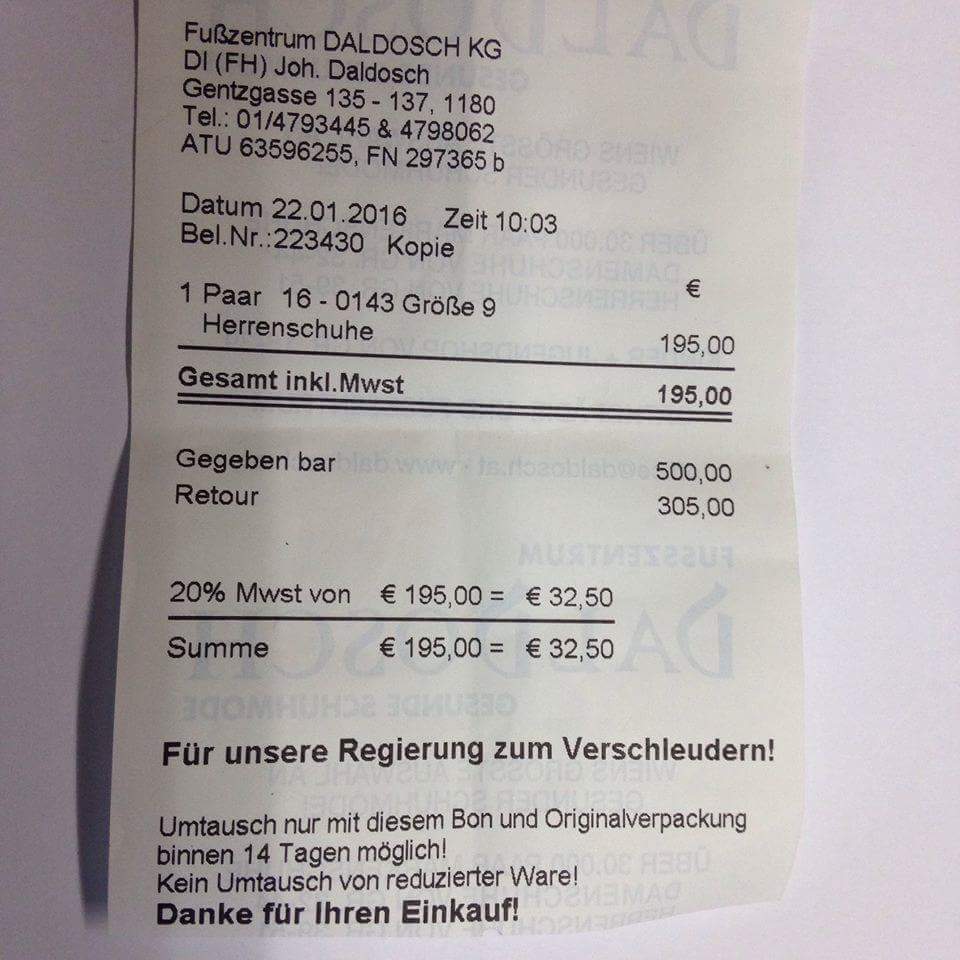 Fußzentrum DALDOSCH KG
DI (FH) Joh. Daldosch
Gentzgasse 135 - 137, 1180
Tel.: 01/4793445 & 4798062
ATU 63596255, FN 297365 b
Datum 22.01.2016 Zeit 10:03
Bel.Nr.:223430 Kopie
€
1 Paar 16 - 0143 Größe 9
Herrenschuhe 195,00
Gesamt inkl.Mwst 195,00
Gegeben bar 500,00
Retour 305,00
20% Mwst von € 195,00 = € 32,50
Summe € 195,00 = € 32,50
Für unsere Regierung zum Verschleudern!
Umtausch nur mit diesem Bon und Originalverpackung
binnen 14 Tagen möglich!
Kein Umtausch von reduzierter Ware!
Danke für Ihren Einkauf!